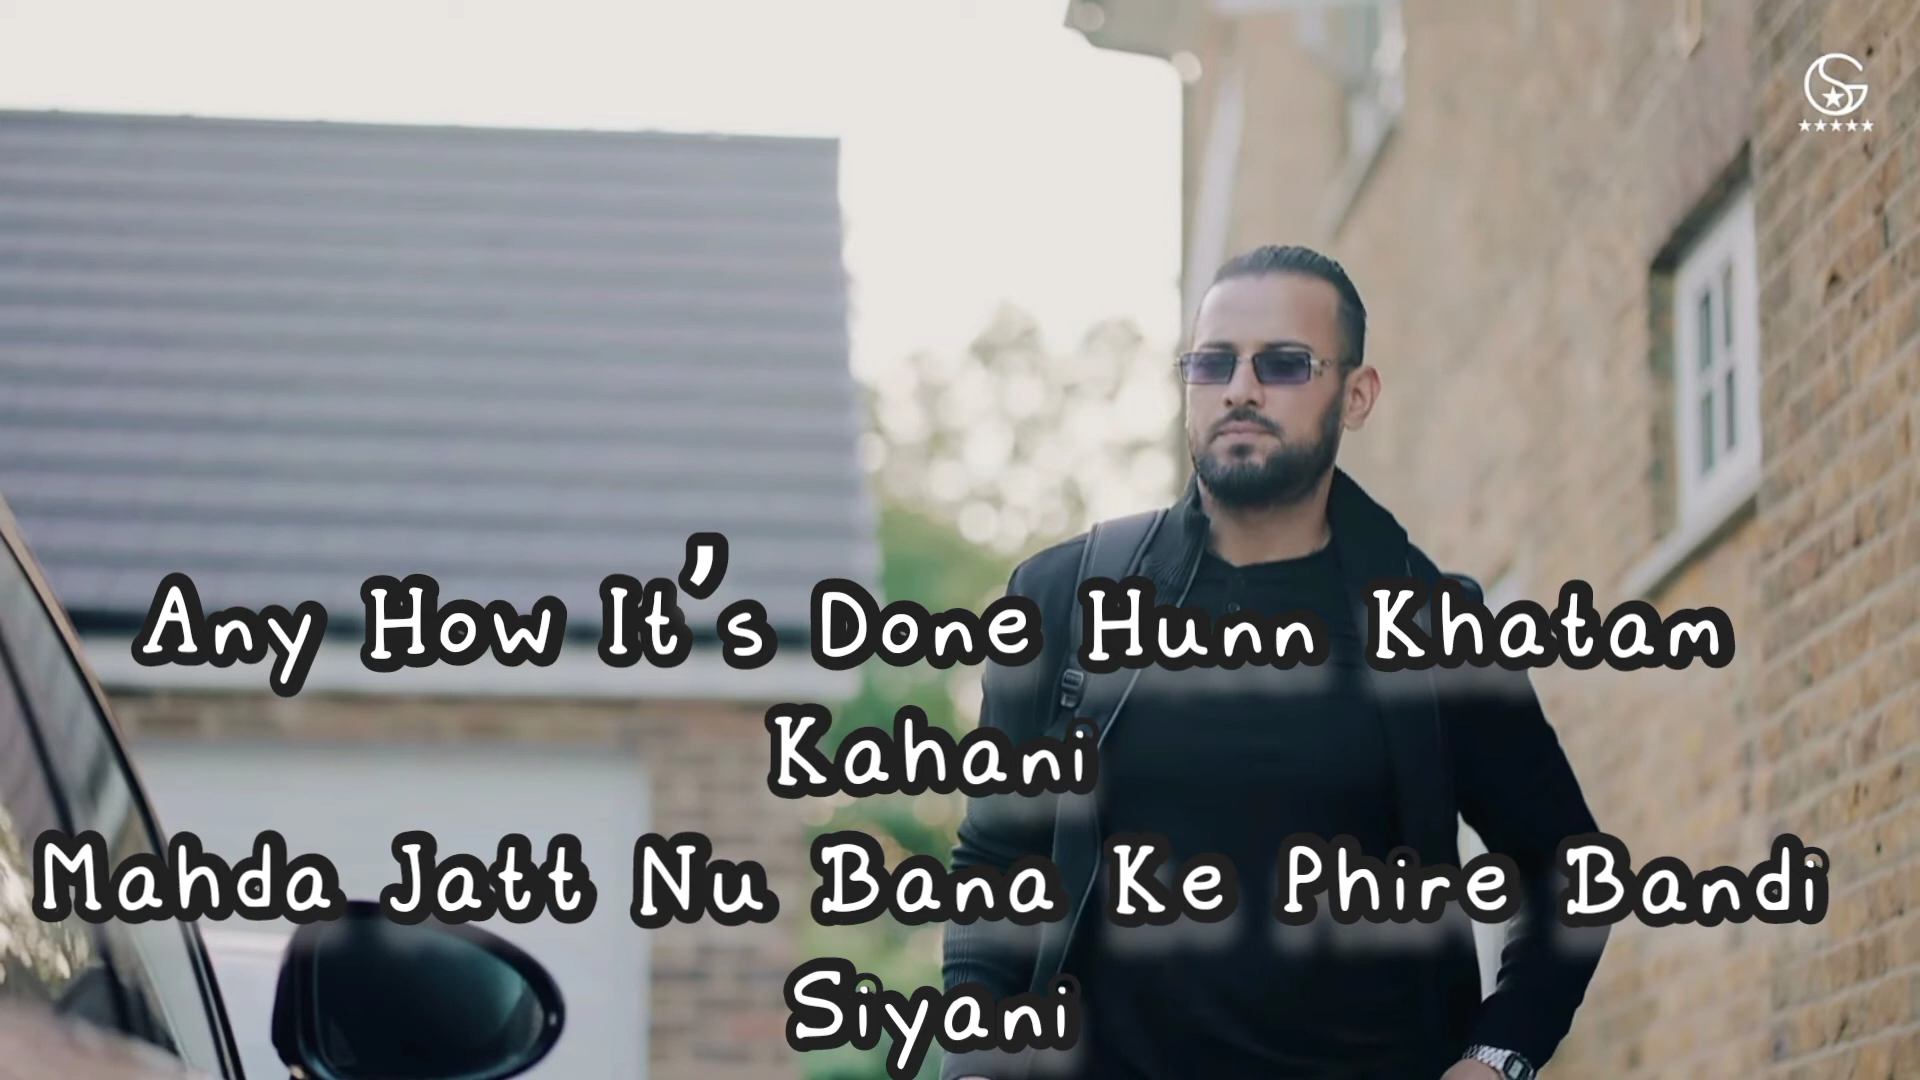 Any How It's Done Hunn Khatam
Kahani
Mahda Jatt Nu Bana Ke Phire Bandi
Siyani